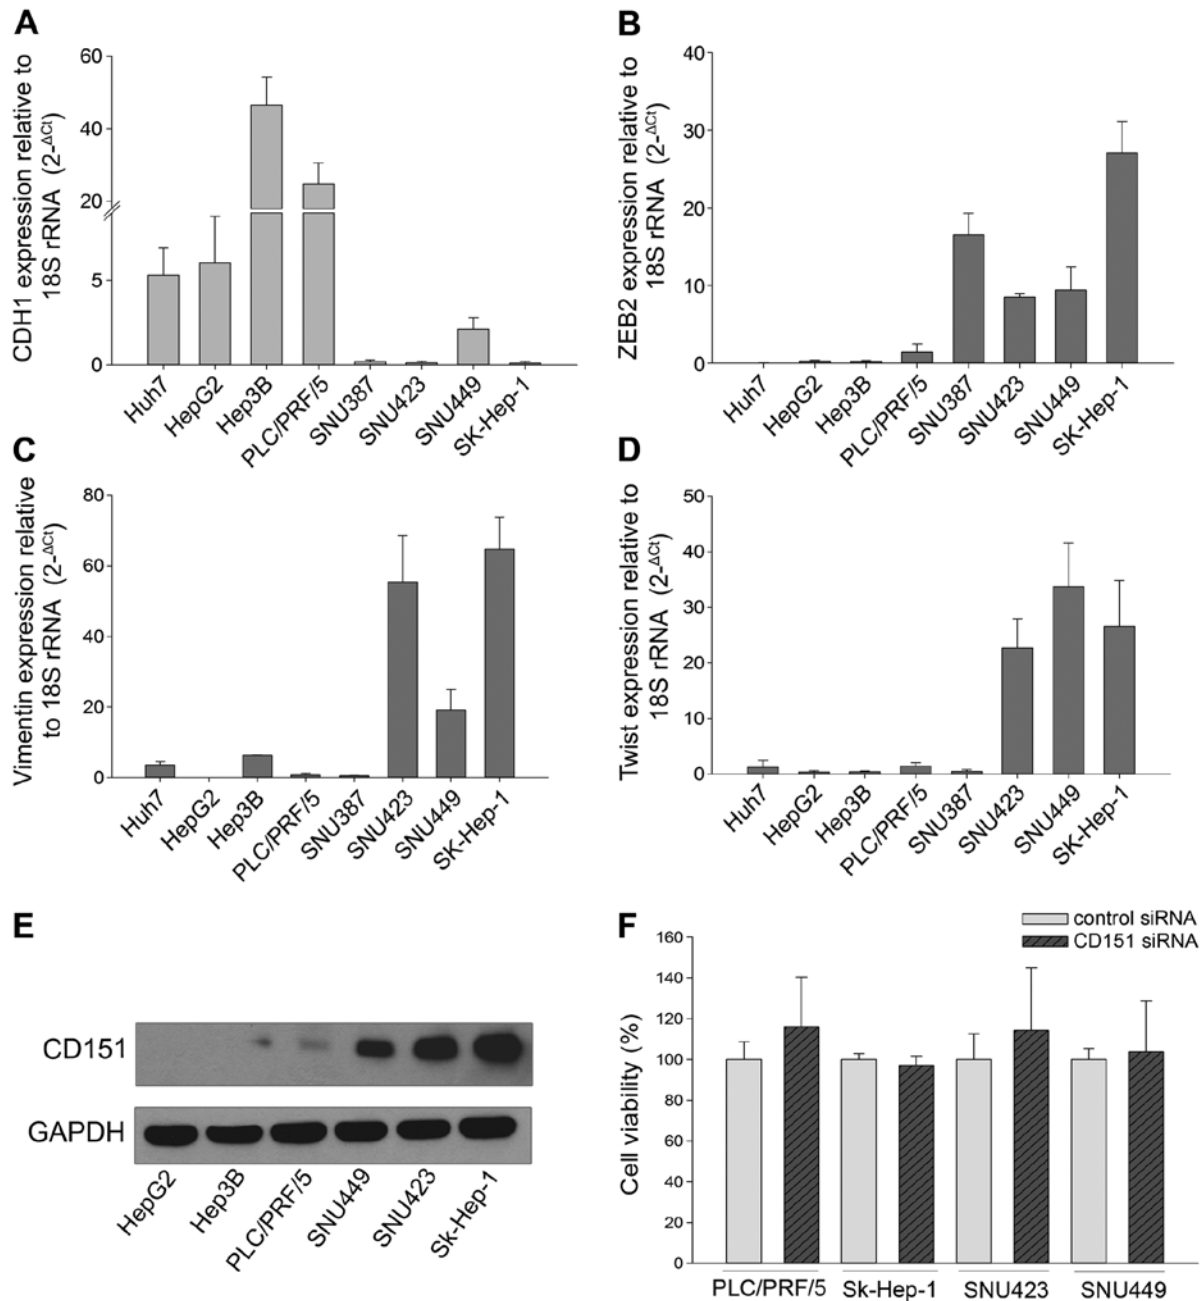 A
CDH1 expression relative to
18S rRNA (2-ΔCt)
60
40
20
5
0
Huh7
HepG2
Hep3B
PLC/PRF/5
SNU387
SNU423
SNU449
SK-Hep-1
B
ZEB2 expression relative to
18S rRNA (2-ΔCt)
40
30
20
10
0
Huh7
HepG2
Hep3B
PLC/PRF/5
SNU387
SNU423
SNU449
SK-Hep-1
C
Vimentin expression relative
to 18S rRNA (2-ΔCt)
80
60
40
20
0
Huh7
HepG2
Hep3B
PLC/PRF/5
SNU387
SNU423
SNU449
SK-Hep-1
D
Twist expression relative to
18S rRNA (2-ΔCt)
50
40
30
20
10
0
Huh7
HepG2
Hep3B
PLC/PRF/5
SNU387
SNU423
SNU449
SK-Hep-1
E
CD151
GAPDH
HepG2
Hep3B
PLC/PRF/5
SNU449
SNU423
Sk-Hep-1
F
control siRNA
CD151 siRNA
Cell viability (%)
160
140
120
100
80
60
40
20
0
PLC/PRF/5
Sk-Hep-1
SNU423
SNU449